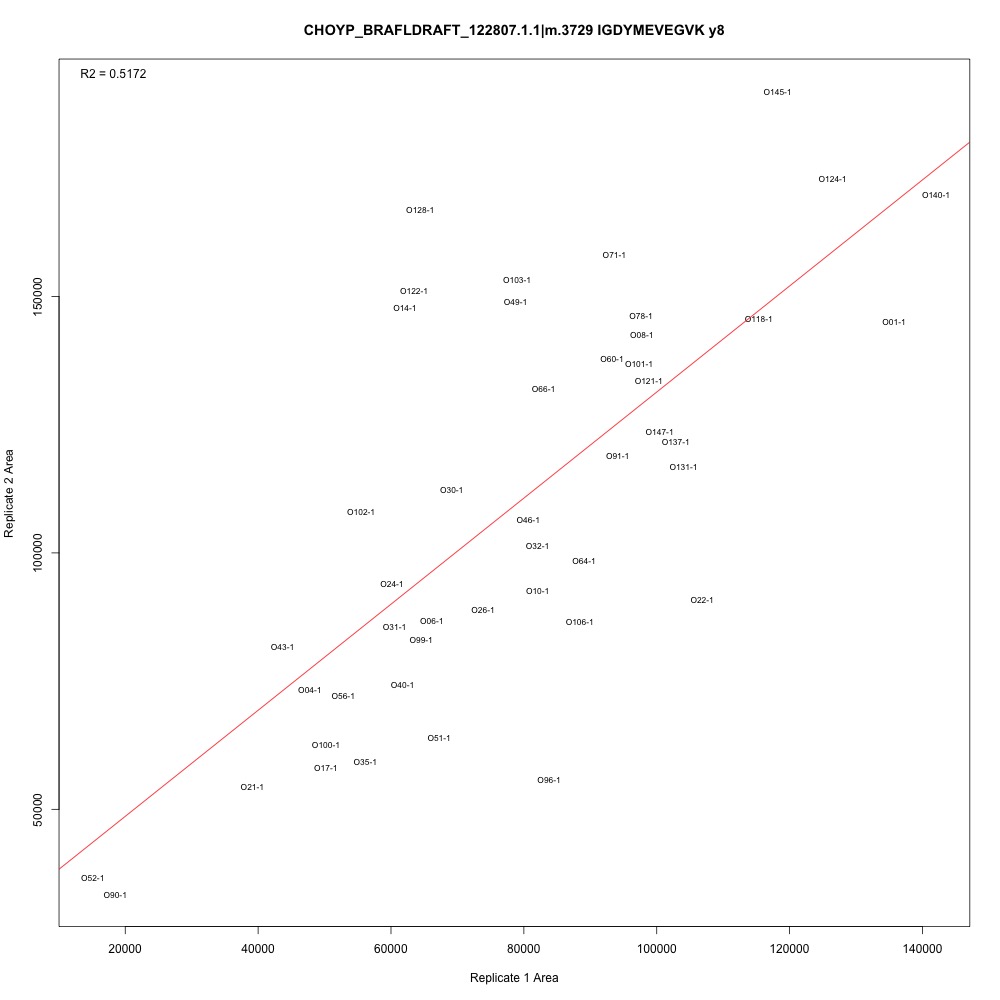 CHOYP_BRAFLDRAFT_122807.1.1|m.3729 IGDYMEVEGVK y8
R2 = 0.5172
O145-1
O124-1
O140-1
O128-1
O71-1
O103-1
O122-1
O49-1
O14-1
O78-1
O118-1
O01-1
O08-1
O60-1
O101-1
O121-1
O66-1
O147-1
O137-1
O91-1
O131-1
O30-1
O102-1
O46-1
O32-1
O64-1
O24-1
O10-1
O22-1
O26-1
O06-1
O106-1
O31-1
O99-1
O43-1
O40-1
O04-1
O56-1
O51-1
O100-1
O35-1
O17-1
O96-1
O21-1
O52-1
O90-1
150000
100000
50000
Replicate 2 Area
20000 40000 60000 80000 100000 120000 140000
Replicate 1 Area